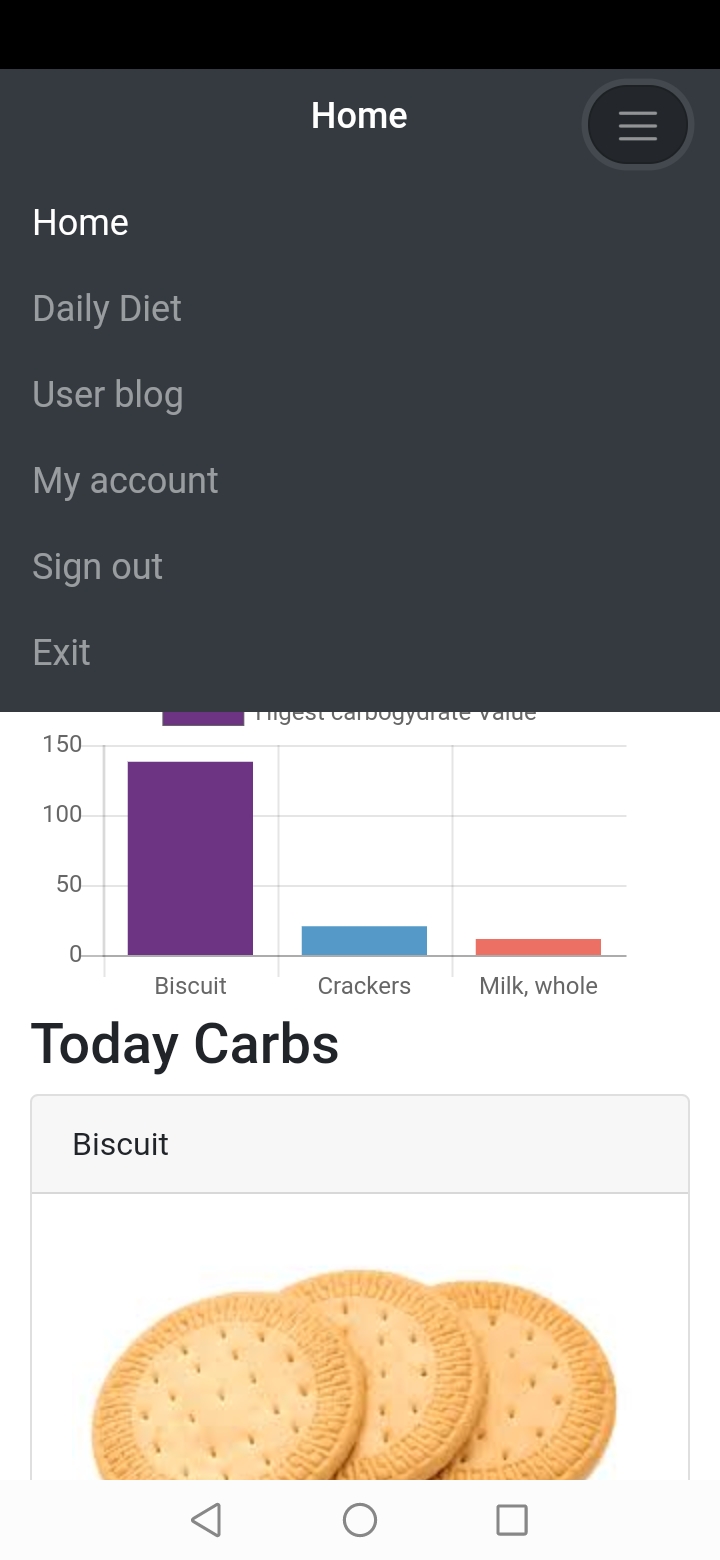 Home
Home
Daily Diet
User blog
My account
Sign out
Exit
Higest carbogydrate value
150
100
50
0
Biscuit
Crackers
Milk, whole
Today Carbs
Biscuit